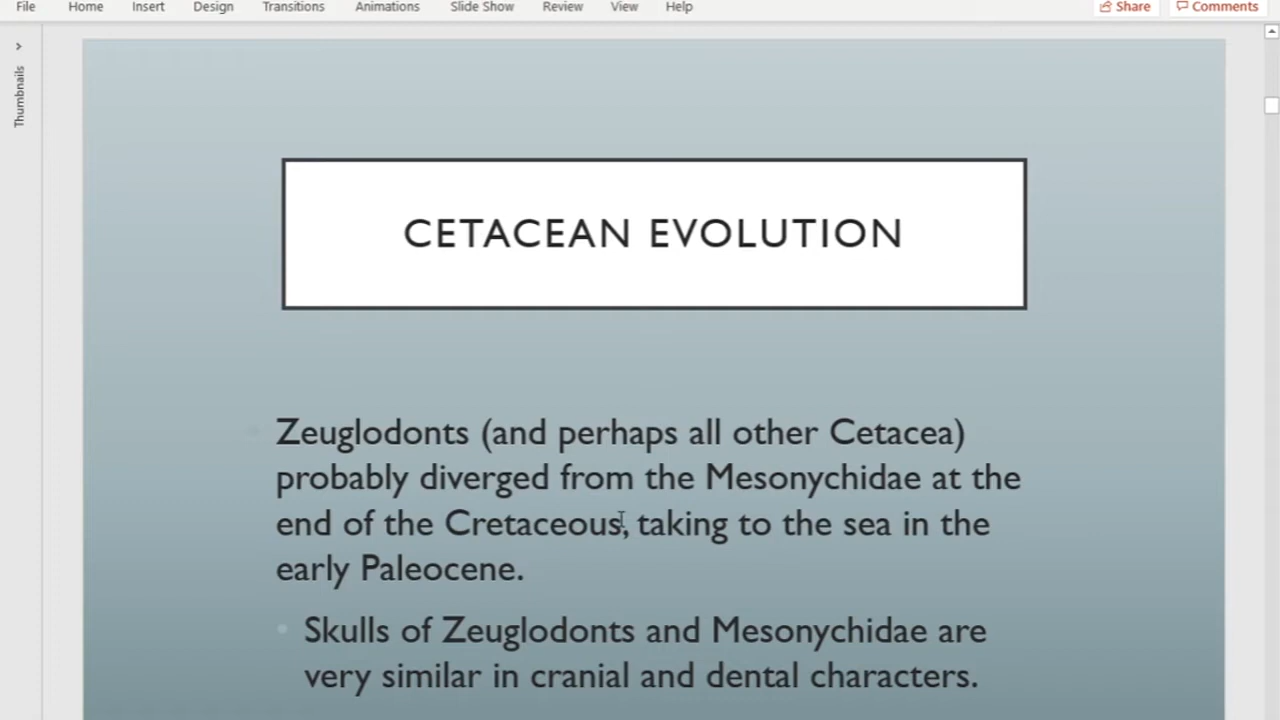 File Home Insert Design Transitions Animations Slide Show Review View Help Share Comments
Thumbnails
CETACEAN EVOLUTION
Zeuglodonts (and perhaps all other Cetacea)
probably diverged from the Mesonychidae at the
end of the Cretaceous, taking to the sea in the
early Paleocene.
• Skulls of Zeuglodonts and Mesonychidae are
very similar in cranial and dental characters.